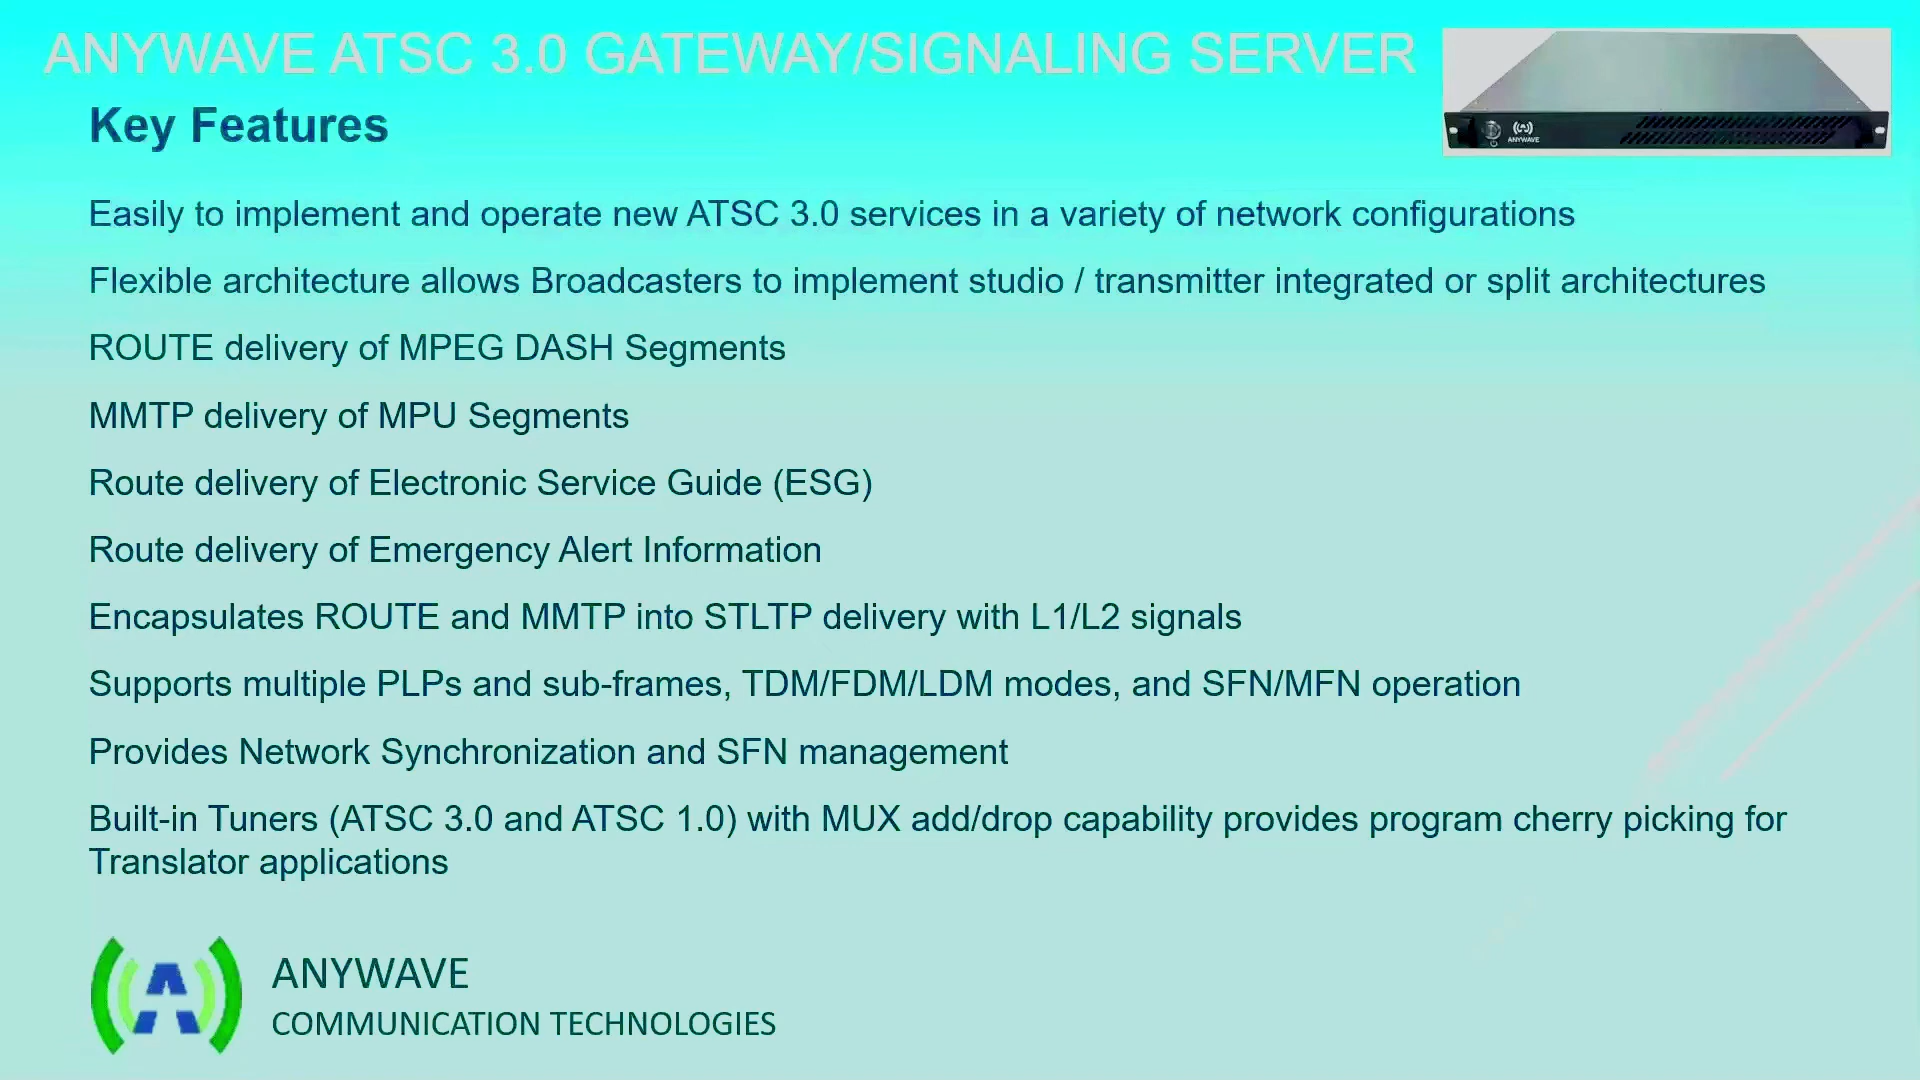 ANYWAVE ATSC 3.0 GATEWAY/SIGNALING SERVER
ANYWAVE
Key Features
Easily to implement and operate new ATSC 3.0 services in a variety of network configurations
Flexible architecture allows Broadcasters to implement studio / transmitter integrated or split architectures
ROUTE delivery of MPEG DASH Segments
MMTP delivery of MPU Segments
Route delivery of Electronic Service Guide (ESG)
Route delivery of Emergency Alert Information
Encapsulates ROUTE and MMTP into STLTP delivery with L1/L2 signals
Supports multiple PLPs and sub-frames, TDM/FDM/LDM modes, and SFN/MFN operation
Provides Network Synchronization and SFN management
Built-in Tuners (ATSC 3.0 and ATSC 1.0) with MUX add/drop capability provides program cherry picking for
Translator applications
ANYWAVE
COMMUNICATION TECHNOLOGIES